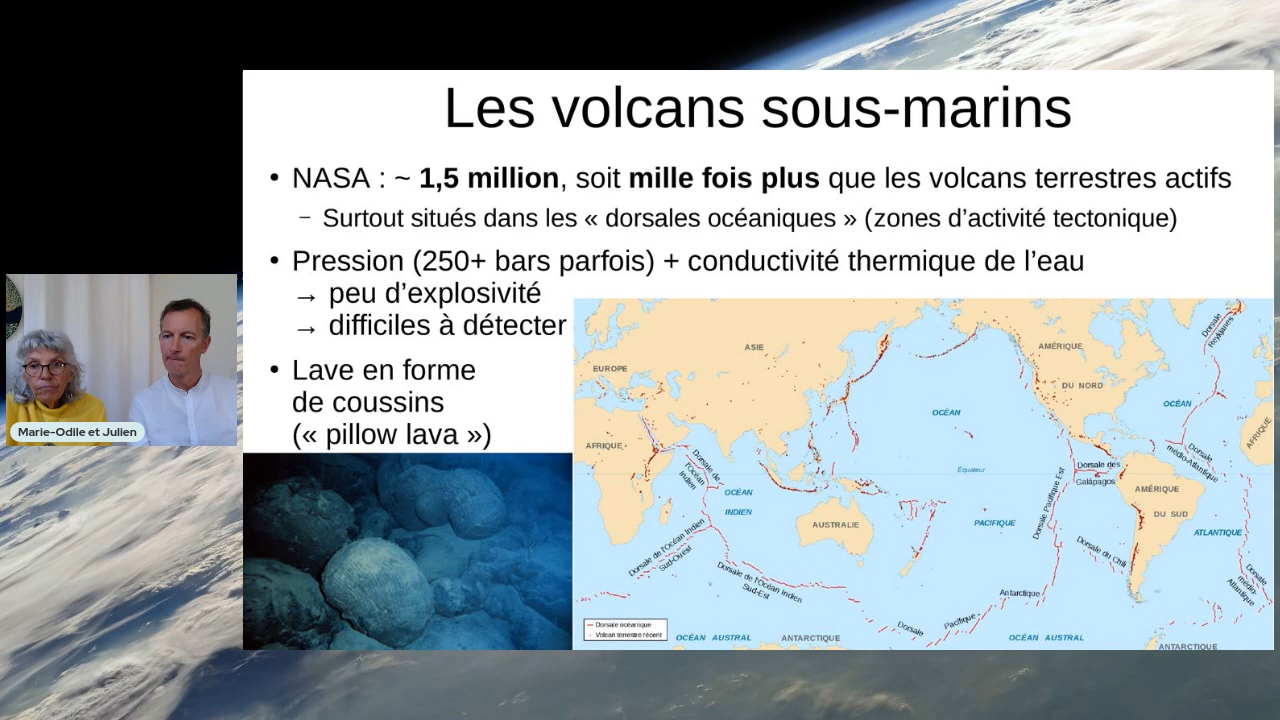 Les volcans sous-marins
• NASA : ~ 1,5 million, soit mille fois plus que les volcans terrestres actifs
– Surtout situés dans les « dorsales océaniques » (zones d’activité tectonique)
• Pression (250+ bars parfois) + conductivité thermique de l’eau
→ peu d’explosivité
→ difficiles à détecter
• Lave en forme
de coussins
(« pillow lava »)
Marie-Odile et Julien
ASIE
EUROPE
AFRIQUE
Dorsale de
l'Océan
Indien
OCÉAN
INDIEN
AUSTRALIE
Dorsale de l'Océan Indien
Sud-Ouest
Dorsale de l'Océan Indien
Sud-Est
OCÉAN
Équateur
PACIFIQUE
AMÉRIQUE
DU NORD
Dorsale
Reykjanes
OCÉAN
AFRIQUE
Dorsale
médio-Atlantique
Dorsale des
Galápagos
Dorsale Pacifique Est
AMÉRIQUE
DU SUD
ATLANTIQUE
Dorsale du Chili
Dorsale
médio-
Atlantique
Dorsale
Pacifique
Antarctique
Dorsale océanique
Volcan terrestre récent
OCÉAN AUSTRAL
ANTARCTIQUE
OCÉAN AUSTRAL
ANTARCTIQUE